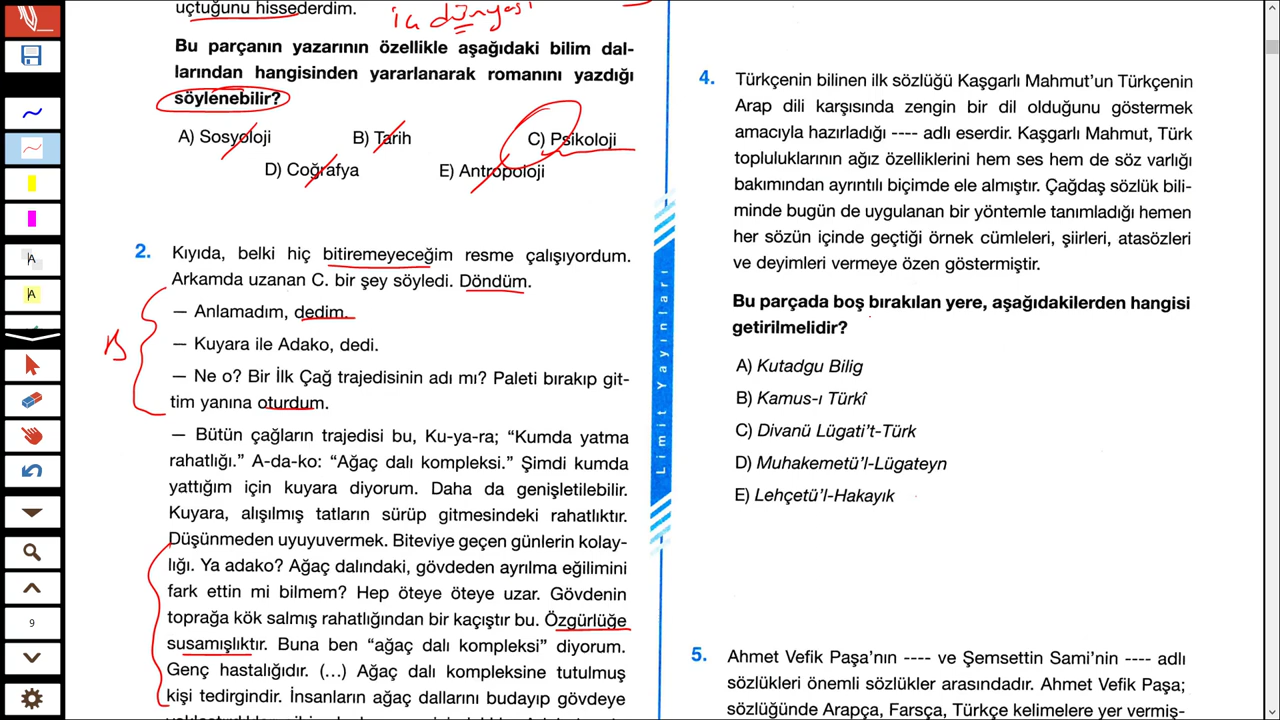 uçtuğunu hissederdim.
iç dünyası
Bu parçanın yazarının özellikle aşağıdaki bilim dal-
larından hangisinden yararlanarak romanını yazdığı
söylenebilir?
A) Sosyoloji
B) Tarih
C) Psikoloji
D) Coğrafya
E) Antropoloji
2. Kıyıda, belki hiç bitiremeyeceğim resme çalışıyordum.
Arkamda uzanan C. bir şey söyledi. Döndüm.
— Anlamadım, dedim.
— Kuyara ile Adako, dedi.
— Ne o? Bir İlk Çağ trajedisinin adı mı? Paleti bırakıp git-
tim yanına oturdum.
— Bütün çağların trajedisi bu, Ku-ya-ra; “Kumda yatma
rahatlığı.” A-da-ko: “Ağaç dalı kompleksi.” Şimdi kumda
yattığım için kuyara diyorum. Daha da genişletilebilir.
Kuyara, alışılmış tatların sürüp gitmesindeki rahatlıktır.
Düşünmeden uyuyuvermek. Biteviye geçen günlerin kolay-
lığı. Ya adako? Ağaç dalındaki, gövdeden ayrılma eğilimini
fark ettin mi bilmem? Hep öteye öteye uzar. Gövdenin
toprağa kök salmış rahatlığından bir kaçıştır bu. Özgürlüğe
susamışlıktır. Buna ben “ağaç dalı kompleksi” diyorum.
Genç hastalığıdır. (...) Ağaç dalı kompleksine tutulmuş
kişi tedirgindir. İnsanların ağaç dallarını budayıp gövdeye
Limit Yayınları
4. Türkçenin bilinen ilk sözlüğü Kaşgarlı Mahmut’un Türkçenin
Arap dili karşısında zengin bir dil olduğunu göstermek
amacıyla hazırladığı ---- adlı eserdir. Kaşgarlı Mahmut, Türk
topluluklarının ağız özelliklerini hem ses hem de söz varlığı
bakımından ayrıntılı biçimde ele almıştır. Çağdaş sözlük bili-
minde bugün de uygulanan bir yöntemle tanımladığı hemen
her sözün içinde geçtiği örnek cümleleri, şiirleri, atasözleri
ve deyimleri vermeye özen göstermiştir.
Bu parçada boş bırakılan yere, aşağıdakilerden hangisi
getirilmelidir?
A) Kutadgu Bilig
B) Kamus-ı Türkî
C) Divanü Lügati’t-Türk
D) Muhakemetü’l-Lügateyn
E) Lehçetü’l-Hakayık
5. Ahmet Vefik Paşa’nın ---- ve Şemsettin Sami’nin ---- adlı
sözlükleri önemli sözlükler arasındadır. Ahmet Vefik Paşa;
sözlüğünde Arapça, Farsça, Türkçe kelimelere yer vermiş-
A
A
9